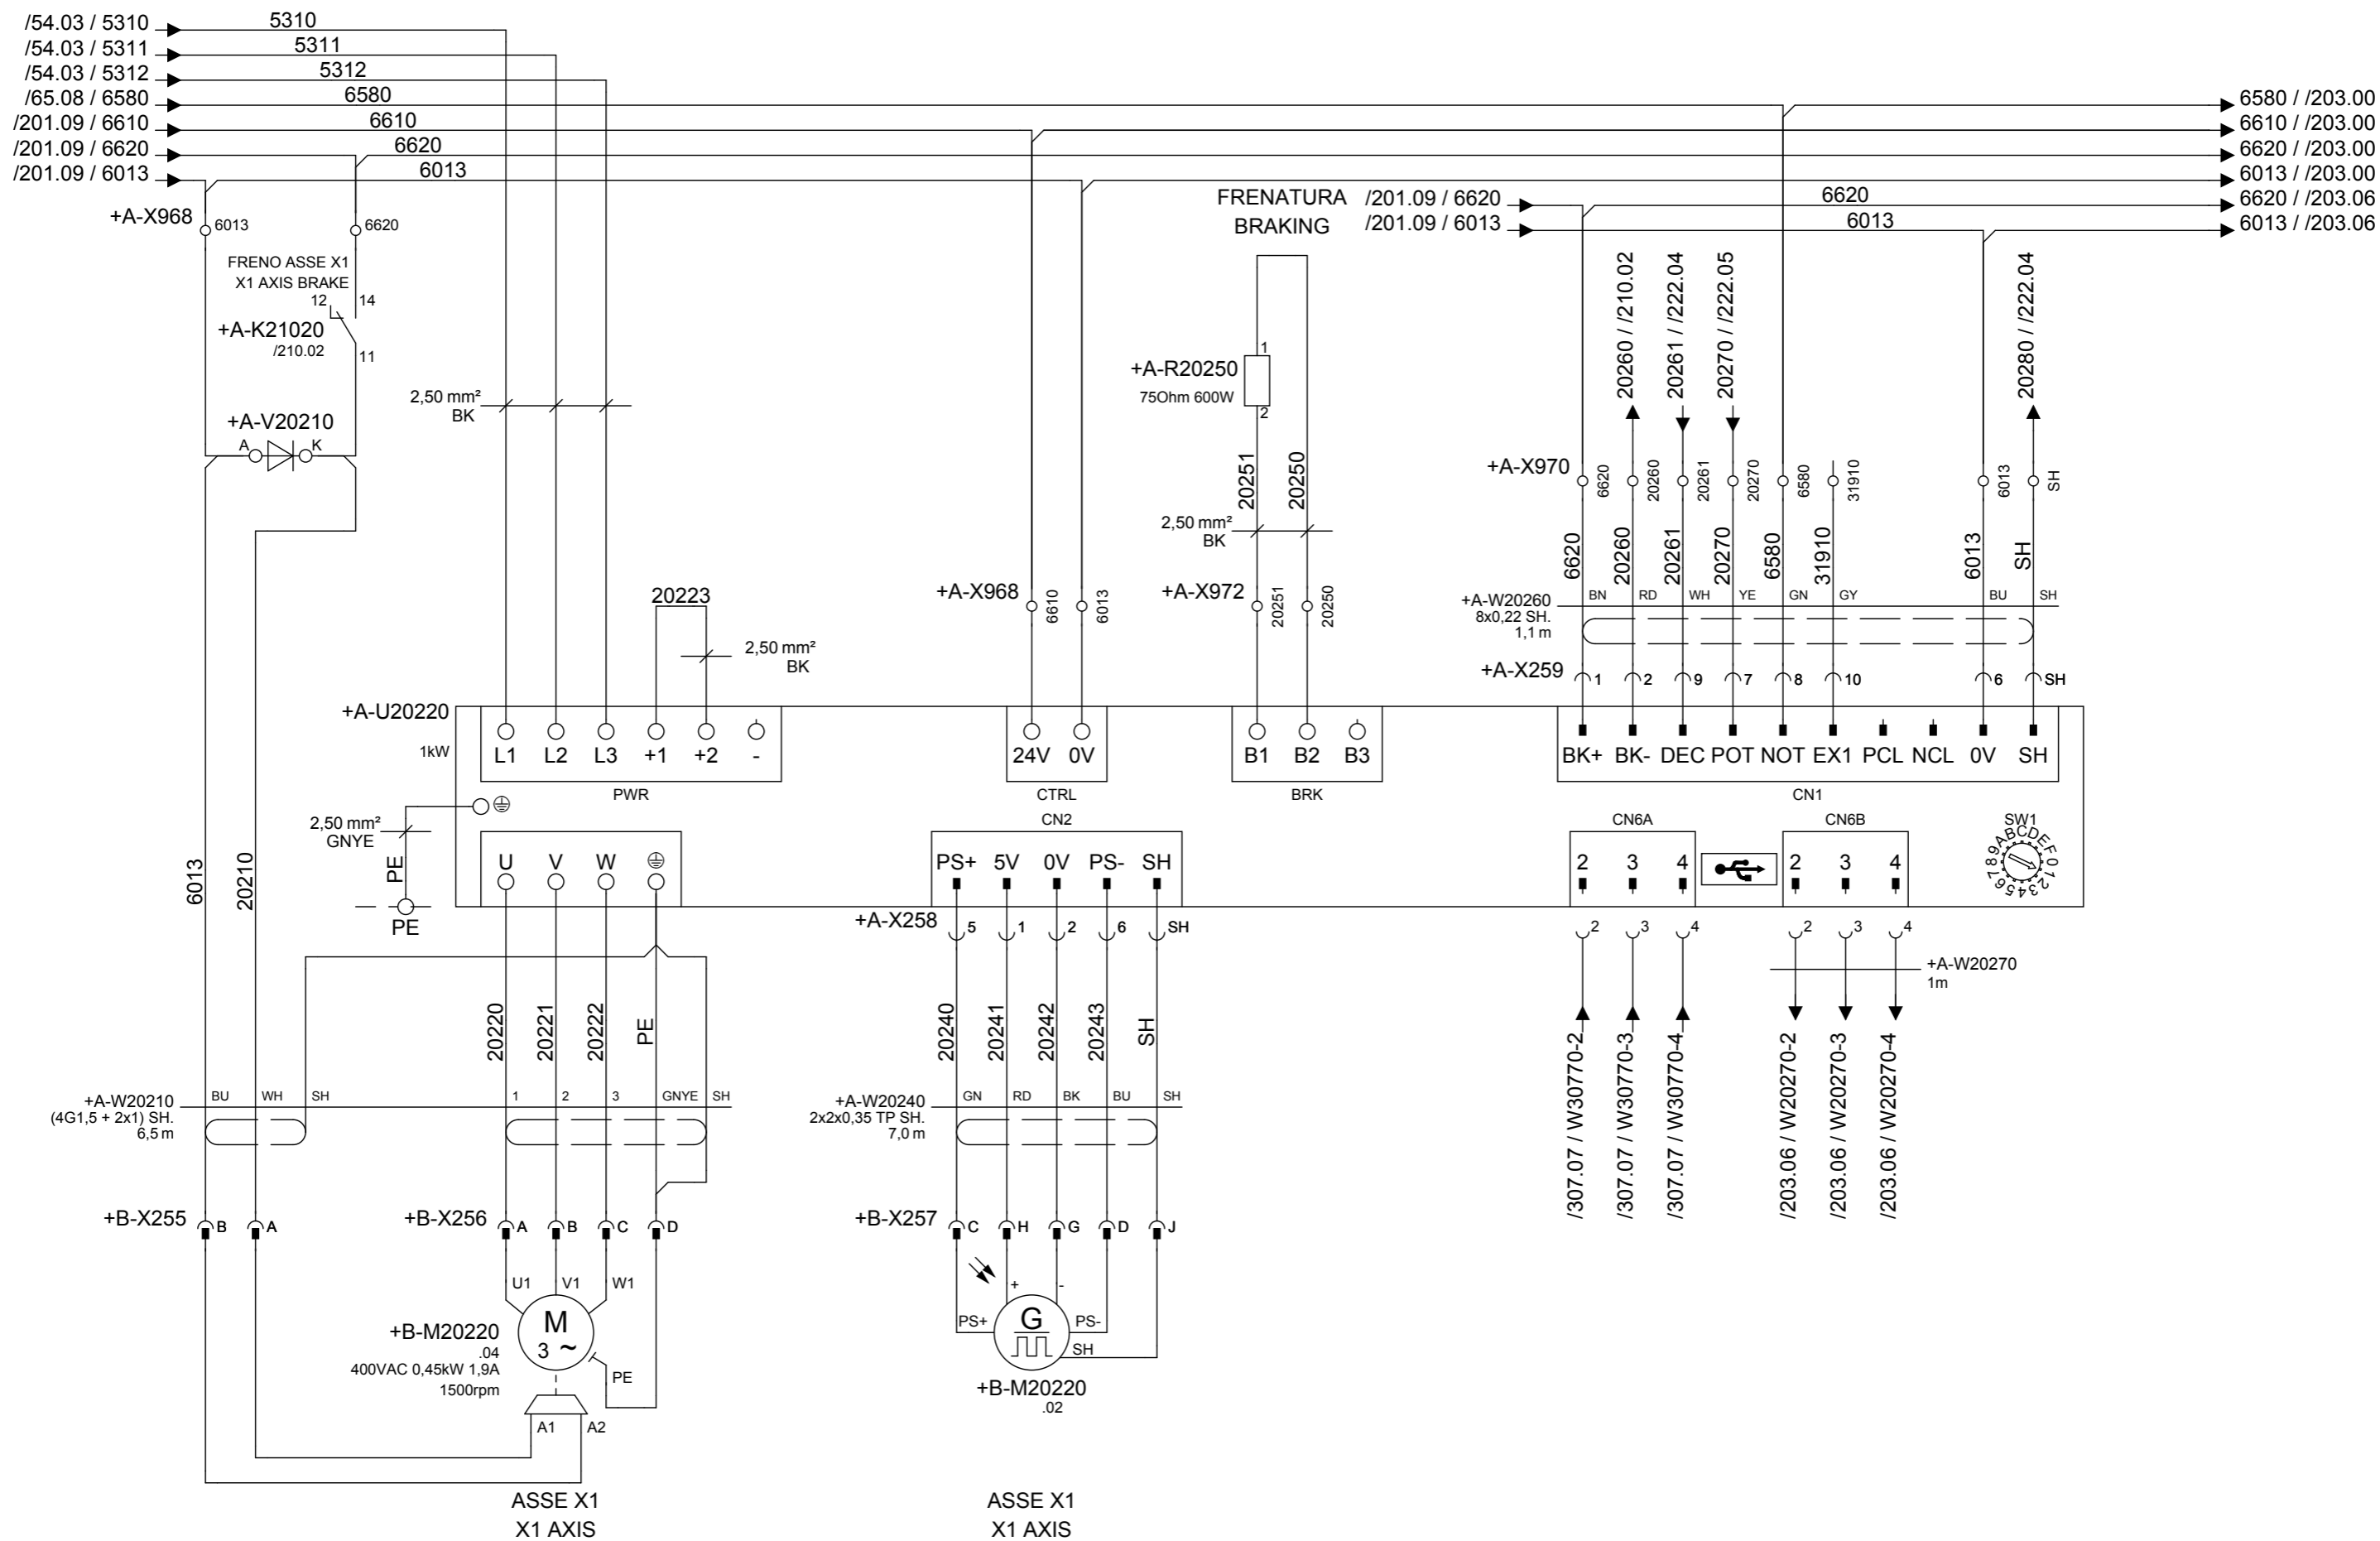 /54.03 / 5310 5310
/54.03 / 5311 5311
/54.03 / 5312 5312
/65.08 / 6580 6580 6580 / /203.00
/201.09 / 6610 6610 6610 / /203.00
/201.09 / 6620 6620 6620 / /203.00
/201.09 / 6013 6013 6013 / /203.00
FRENATURA /201.09 / 6620 6620 6620 / /203.06
BRAKING /201.09 / 6013 6013 6013 / /203.06
+A-X968 6013 6620
FRENO ASSE X1
X1 AXIS BRAKE
12 14
+A-K21020
/210.02
11
+A-V20210
A K
2,50 mm²
BK
20223
2,50 mm²
BK
+A-X968 6610 6013
1
+A-R20250
75Ohm 600W
2
20251 20250
2,50 mm²
BK
+A-X972 20251 20250
20260 / /210.02
20261 / /222.04
20270 / /222.05
20280 / /222.04
+A-X970 6620 20260 20261 20270 6580 31910 6013 SH
6620 20260 20261 20270 6580 31910 6013 SH
+A-W20260 BN RD WH YE GN GY BU SH
8x0,22 SH.
1,1 m
+A-X259 1 2 9 7 8 10 6 SH
+A-U20220
1kW
L1 L2 L3 +1 +2 -
PWR
24V 0V
CTRL
B1 B2 B3
BRK
BK+ BK- DEC POT NOT EX1 PCL NCL 0V SH
CN1
2,50 mm²
GNYE
PE
PE
U V W
CN2
PS+ 5V 0V PS- SH
CN6A
2 3 4
CN6B
2 3 4
SW1
0 1 2 3 4 5 6 7 8 9 A B C D E F
6013 20210
+A-X258 5 1 2 6 SH
2 3 4
2 3 4
+A-W20270
1m
20220 20221 20222 PE
20240 20241 20242 20243 SH
/307.07 / W30770-2
/307.07 / W30770-3
/307.07 / W30770-4
/203.06 / W20270-2
/203.06 / W20270-3
/203.06 / W20270-4
+A-W20210 BU WH SH 1 2 3 GNYE SH
(4G1,5 + 2x1) SH.
6,5 m
+A-W20240 GN RD BK BU SH
2x2x0,35 TP SH.
7,0 m
+B-X255 B A
+B-X256 A B C D
+B-X257 C H G D J
U1 V1 W1
M
3 ~
+B-M20220
.04
400VAC 0,45kW 1,9A
1500rpm
PE
A1 A2
+ -
PS+ G PS-
SH
+B-M20220
.02
ASSE X1
X1 AXIS
ASSE X1
X1 AXIS